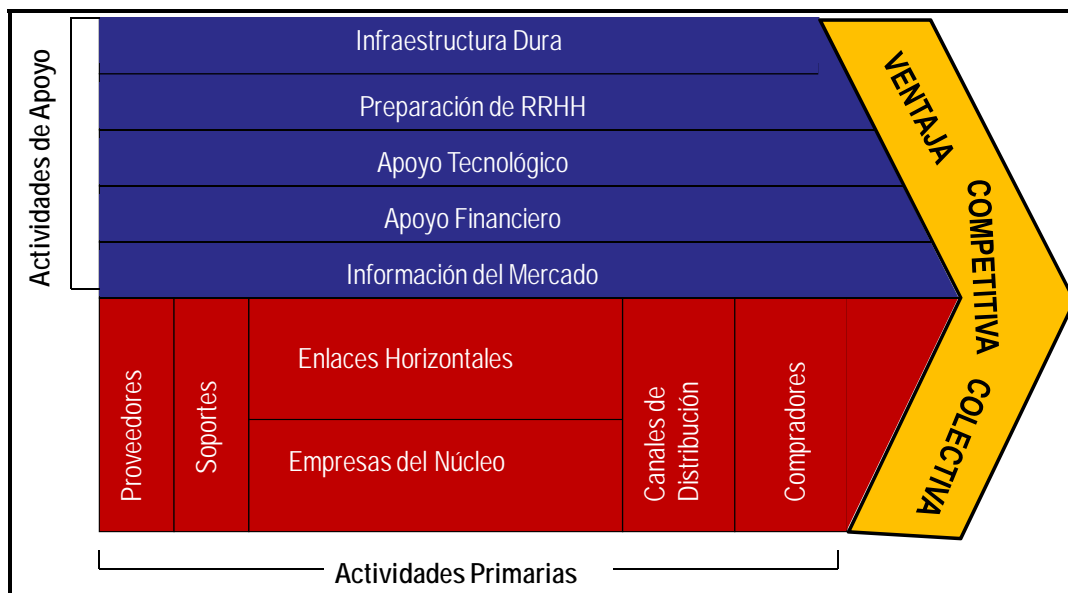 Actividades de Apoyo
Infraestructura Dura
Preparación de RRHH
Apoyo Tecnológico
Apoyo Financiero
Información del Mercado
Proveedores
Soportes
Enlaces Horizontales
Empresas del Núcleo
Canales de
Distribución
Compradores
VENTAJA
COMPETITIVA
COLECTIVA
Actividades Primarias